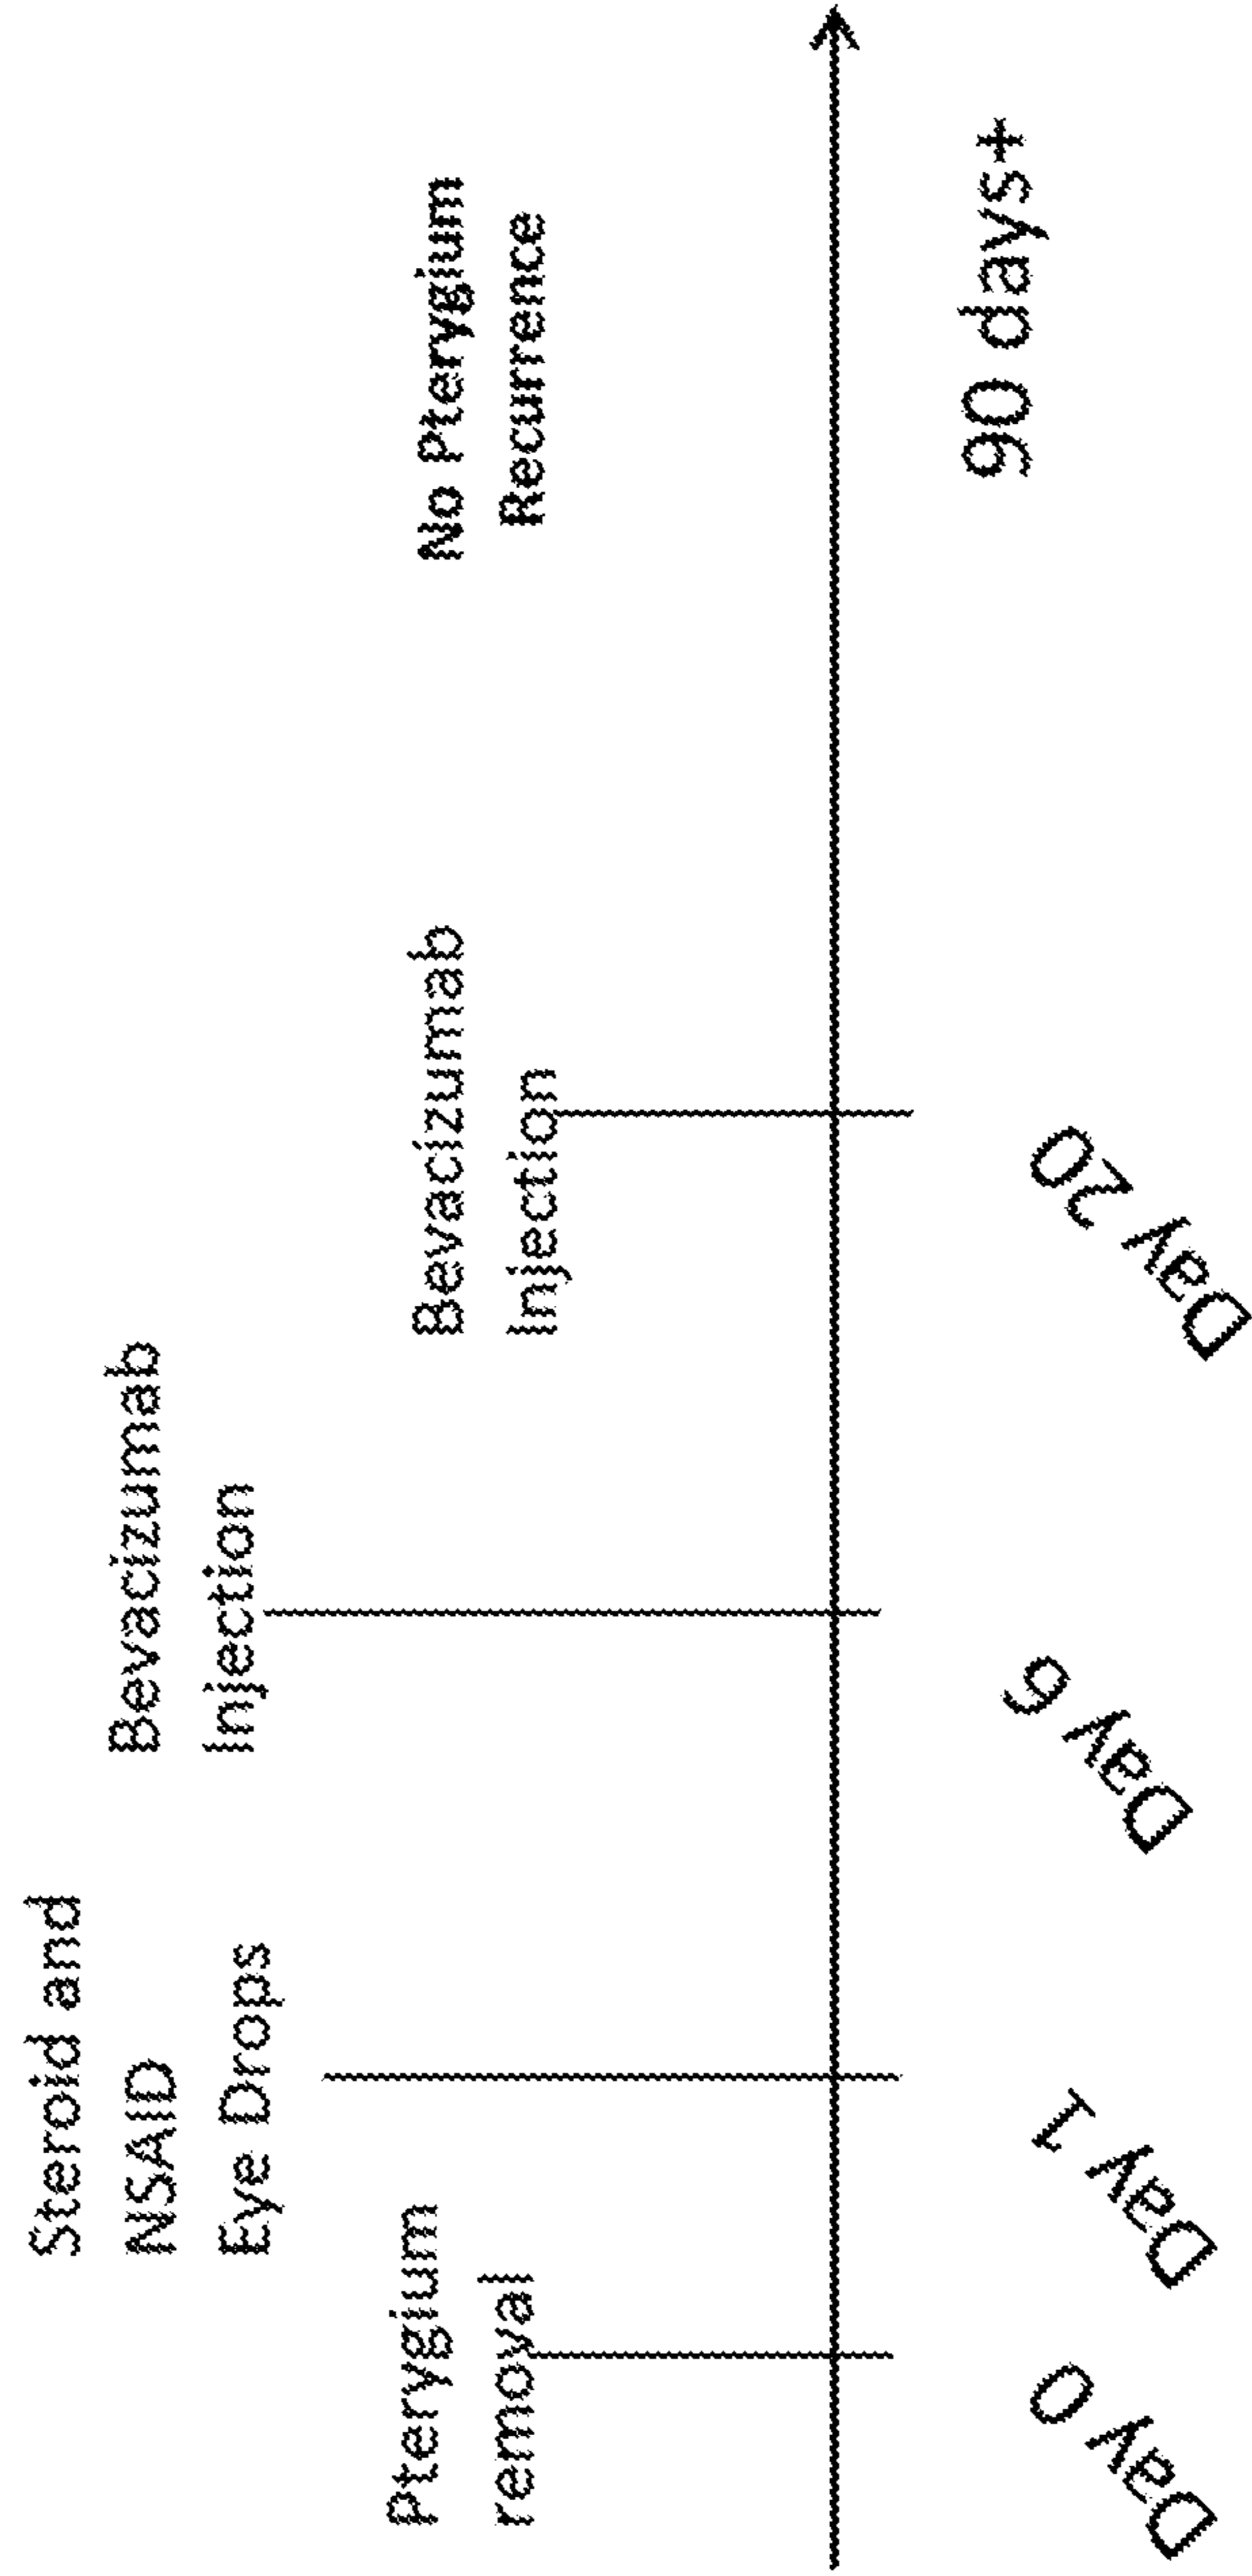 Steroid and
NSAID
Eye Drops
Bevacizumab
Injection
Pterygium
removal
Bevacizumab
Injection
No Pterygium
Recurrence
Day 0
Day 1
Day 6
Day 20
90 days+